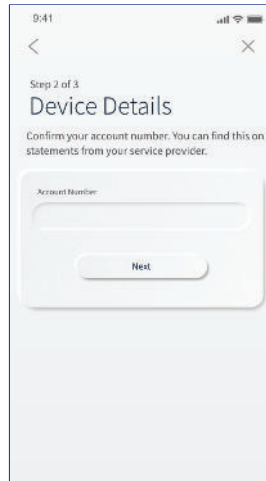 9:41
Step 2 of 3
Device Details
Confirm your account number. You can find this on
statements from your service provider.
Account Number
Next